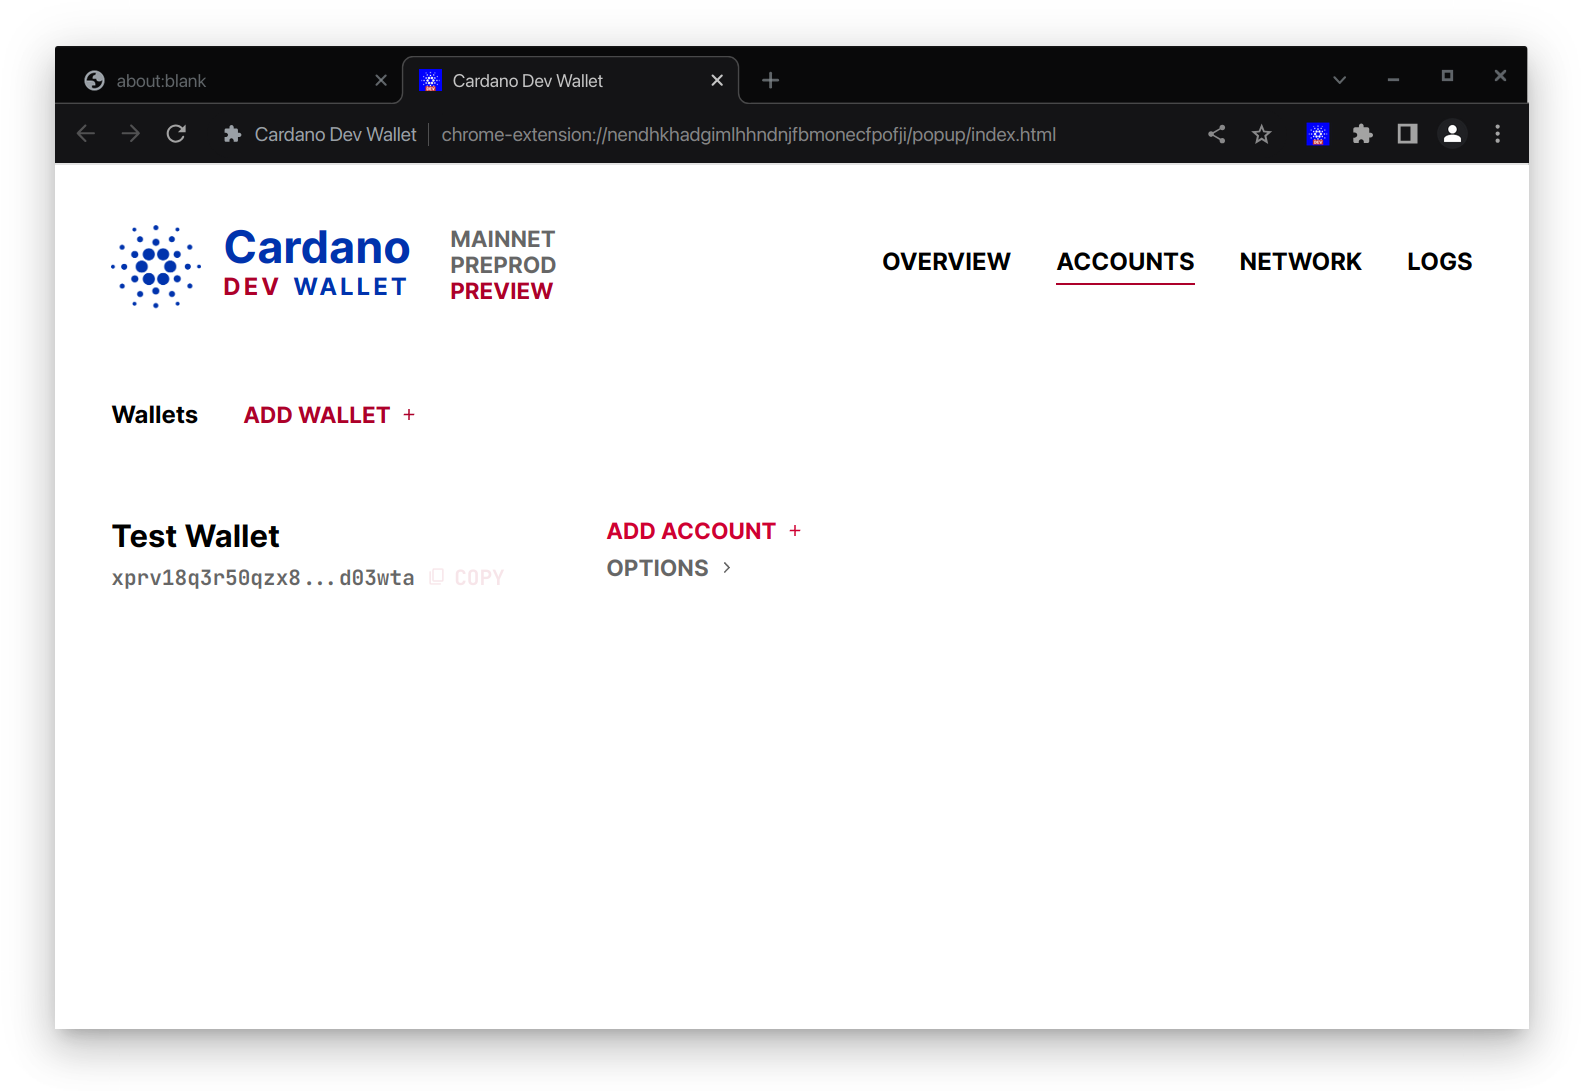 about:blank
Cardano Dev Wallet
Cardano Dev Wallet chrome-extension://nendhkhadgimlhhndnjfbmonecfpofji/popup/index.html
Cardano
DEV WALLET
MAINNET
PREPROD
PREVIEW
OVERVIEW ACCOUNTS NETWORK LOGS
Wallets ADD WALLET +
Test Wallet
xprv18q3r50qzx8...d03wta COPY
ADD ACCOUNT +
OPTIONS >